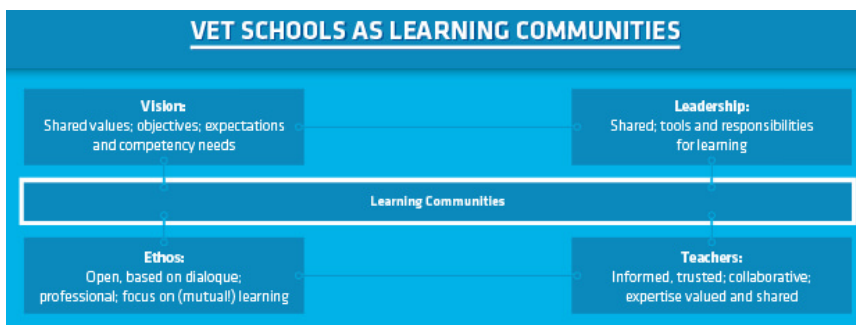 VET SCHOOLS AS LEARNING COMMUNITIES
Vision:
Shared values; objectives; expectations
and competency needs
Leadership:
Shared; tools and responsibilities
for learning
Learning Communities
Ethos:
Open, based on dialogue;
professional; focus on (mutual!) learning
Teachers:
Informed, trusted; collaborative;
expertise valued and shared